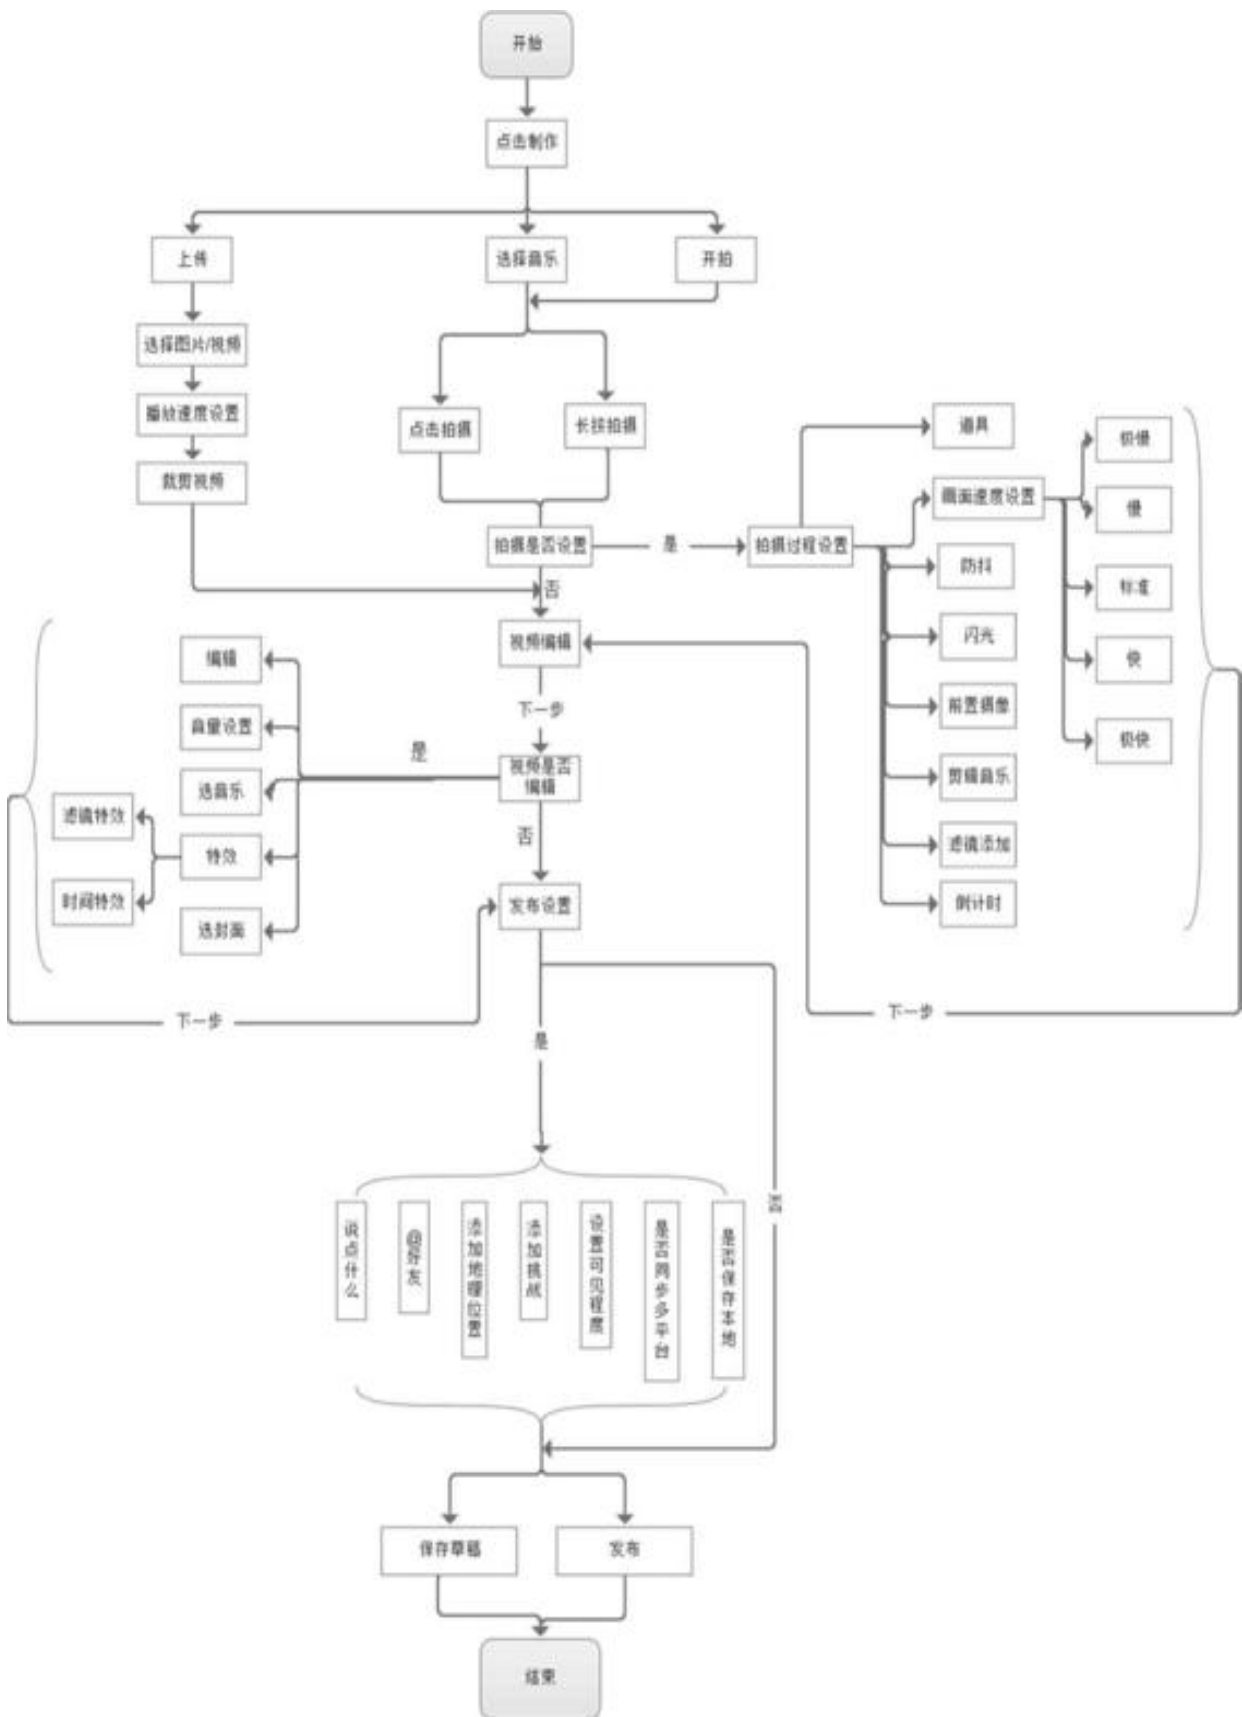 开始
点击制作
上传
选择音乐
开拍
选择图片/视频
播放速度设置
裁剪视频
点击拍摄
长按拍摄
拍摄是否设置
是
拍摄过程设置
道具
画面速度设置
防抖
闪光
前置摄像
剪辑音乐
滤镜添加
倒计时
极慢
慢
标准
快
极快
否
视频编辑
下一步
视频是否
编辑
是
编辑
音量设置
选音乐
特效
选封面
滤镜特效
时间特效
否
发布设置
下一步
下一步
是
否
说点什么
@好友
添加地理位置
添加挑战
设置可见程度
是否同步多平台
是否保存本地
保存草稿
发布
结束